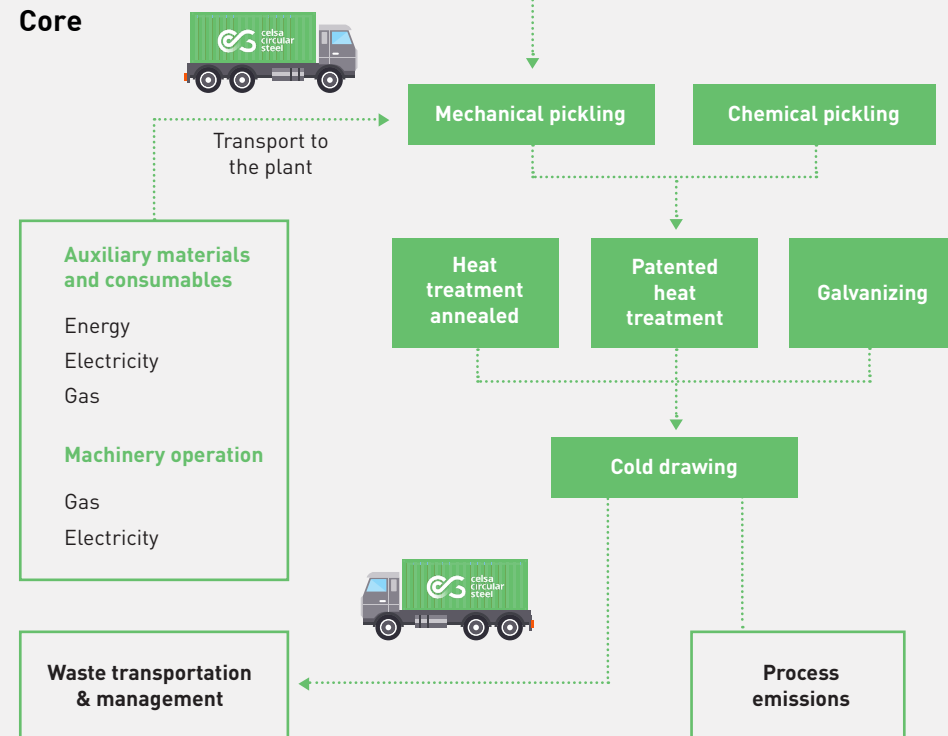 Core
celsa
circular
steel
Mechanical pickling
Chemical pickling
Transport to
the plant
Auxiliary materials
and consumables
Energy
Electricity
Gas
Machinery operation
Gas
Electricity
Heat
treatment
annealed
Patented
heat
treatment
Galvanizing
Cold drawing
celsa
circular
steel
Waste transportation
& management
Process
emissions